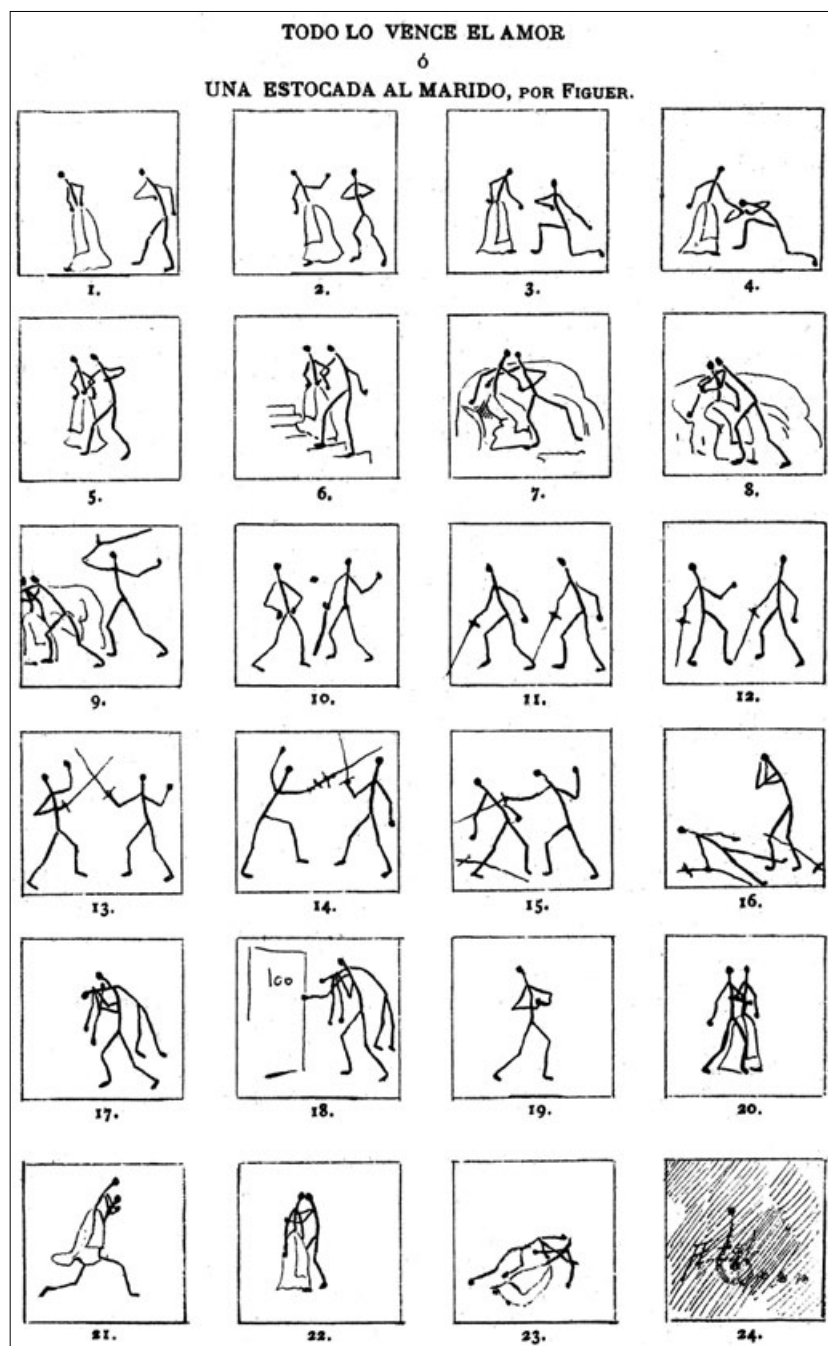 TODO LO VENCE EL AMOR
ó
UNA ESTOCADA AL MARIDO, POR FIGUER.
1. 2. 3. 4.
5. 6. 7. 8.
9. 10. 11. 12.
13. 14. 15. 16.
100
17. 18. 19. 20.
21. 22. 23. 24.